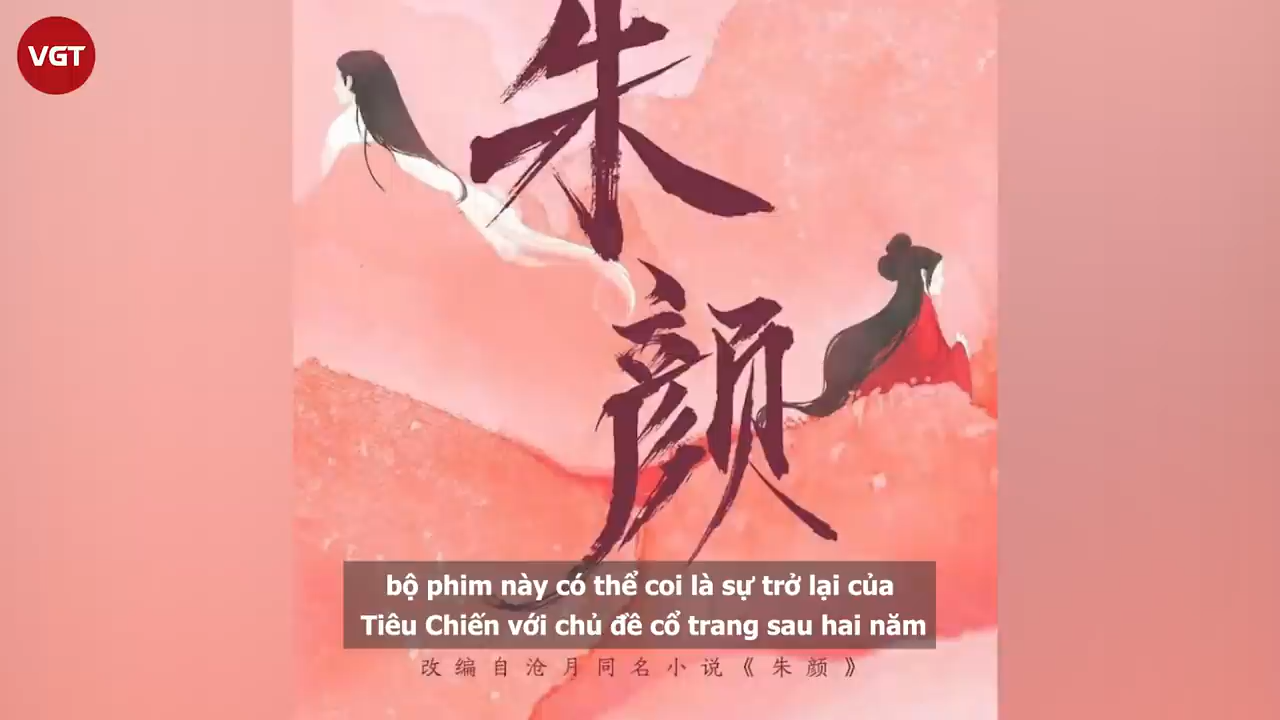 VGT
朱
颜
bộ phim này có thể coi là sự trở lại của
Tiêu Chiến với chủ đề cổ trang sau hai năm
改编自沧月同名小说《朱颜》